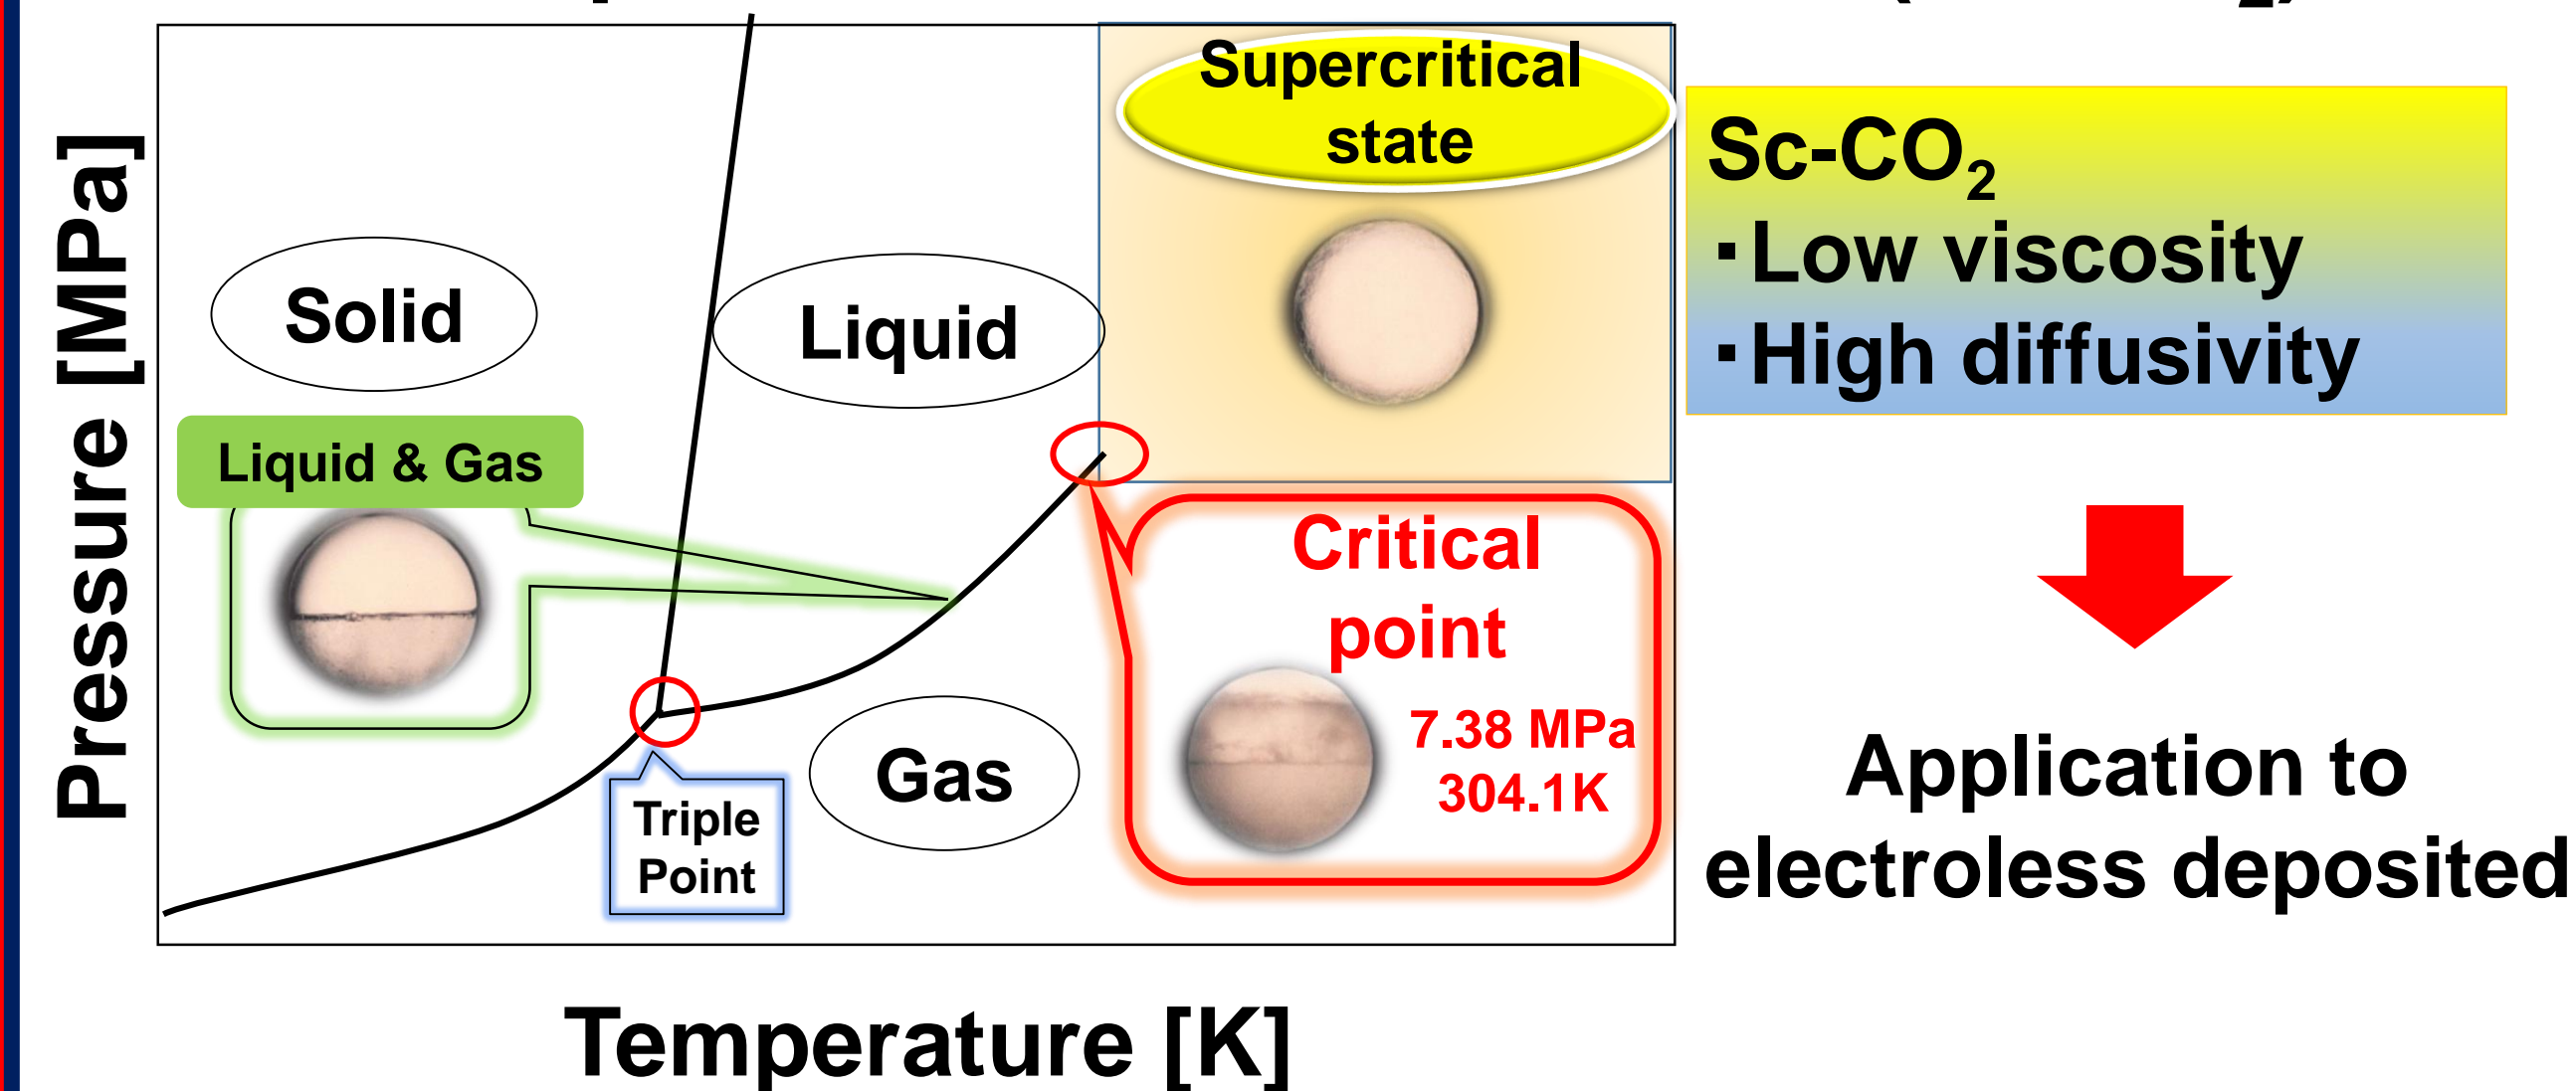 Supercritical
state
Sc-CO₂
・Low viscosity
・High diffusivity
Solid
Liquid
Liquid & Gas
Critical
point
7.38 MPa
304.1K
Gas
Triple
Point
Application to
electroless deposited
Pressure [MPa]
Temperature [K]